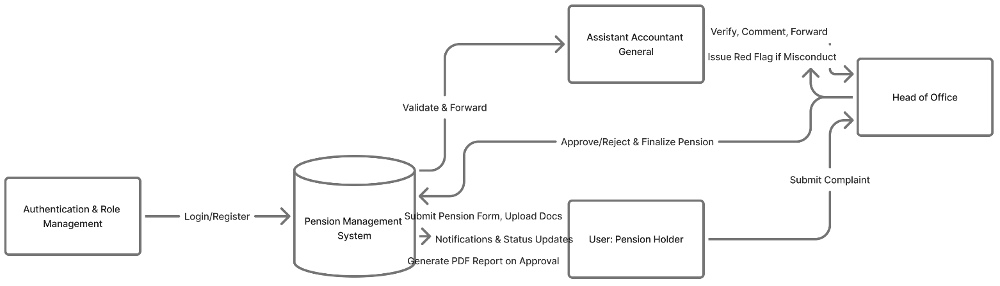 Assistant Accountant
General
Verify, Comment, Forward
Issue Red Flag if Misconduct
Head of Office
Validate & Forward
Approve/Reject & Finalize Pension
Submit Complaint
Authentication & Role
Management
Login/Register
Pension Management
System
Submit Pension Form, Upload Docs
Notifications & Status Updates
Generate PDF Report on Approval
User: Pension Holder